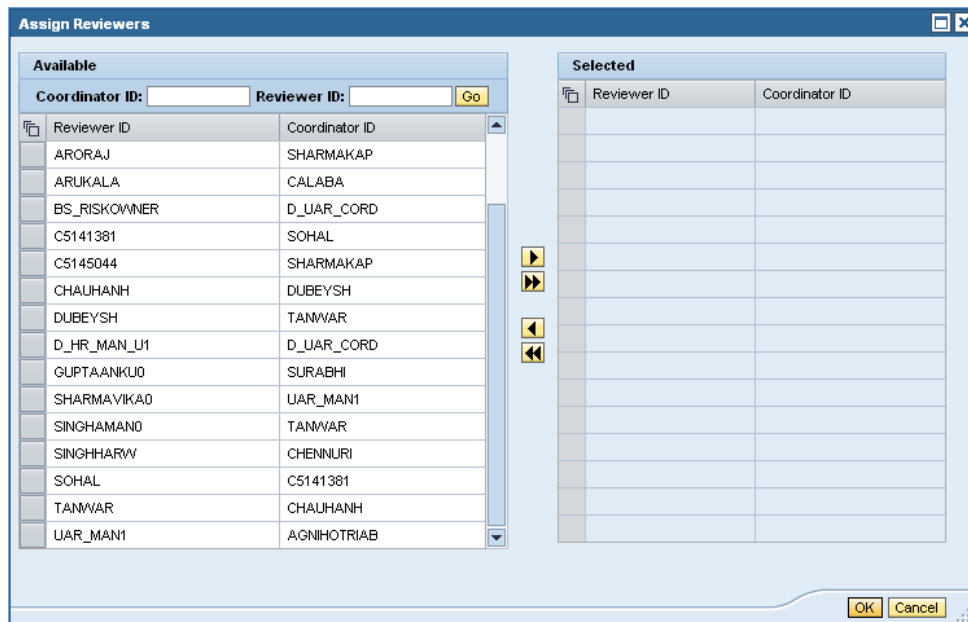 Assign Reviewers
Available
Coordinator ID: Reviewer ID: Go
Reviewer ID Coordinator ID
ARORAJ SHARMAKAP
ARUKALA CALABA
BS_RISKOWNER D_UAR_CORD
C5141381 SOHAL
C5145044 SHARMAKAP
CHAUHANH DUBEYSH
DUBEYSH TANWAR
D_HR_MAN_U1 D_UAR_CORD
GUPTAANKU0 SURABHI
SHARMAVIKA0 UAR_MAN1
SINGHAMAN0 TANWAR
SINGHHARW CHENNURI
SOHAL C5141381
TANWAR CHAUHANH
UAR_MAN1 AGNIHOTRIAB
Selected
Reviewer ID Coordinator ID
OK Cancel